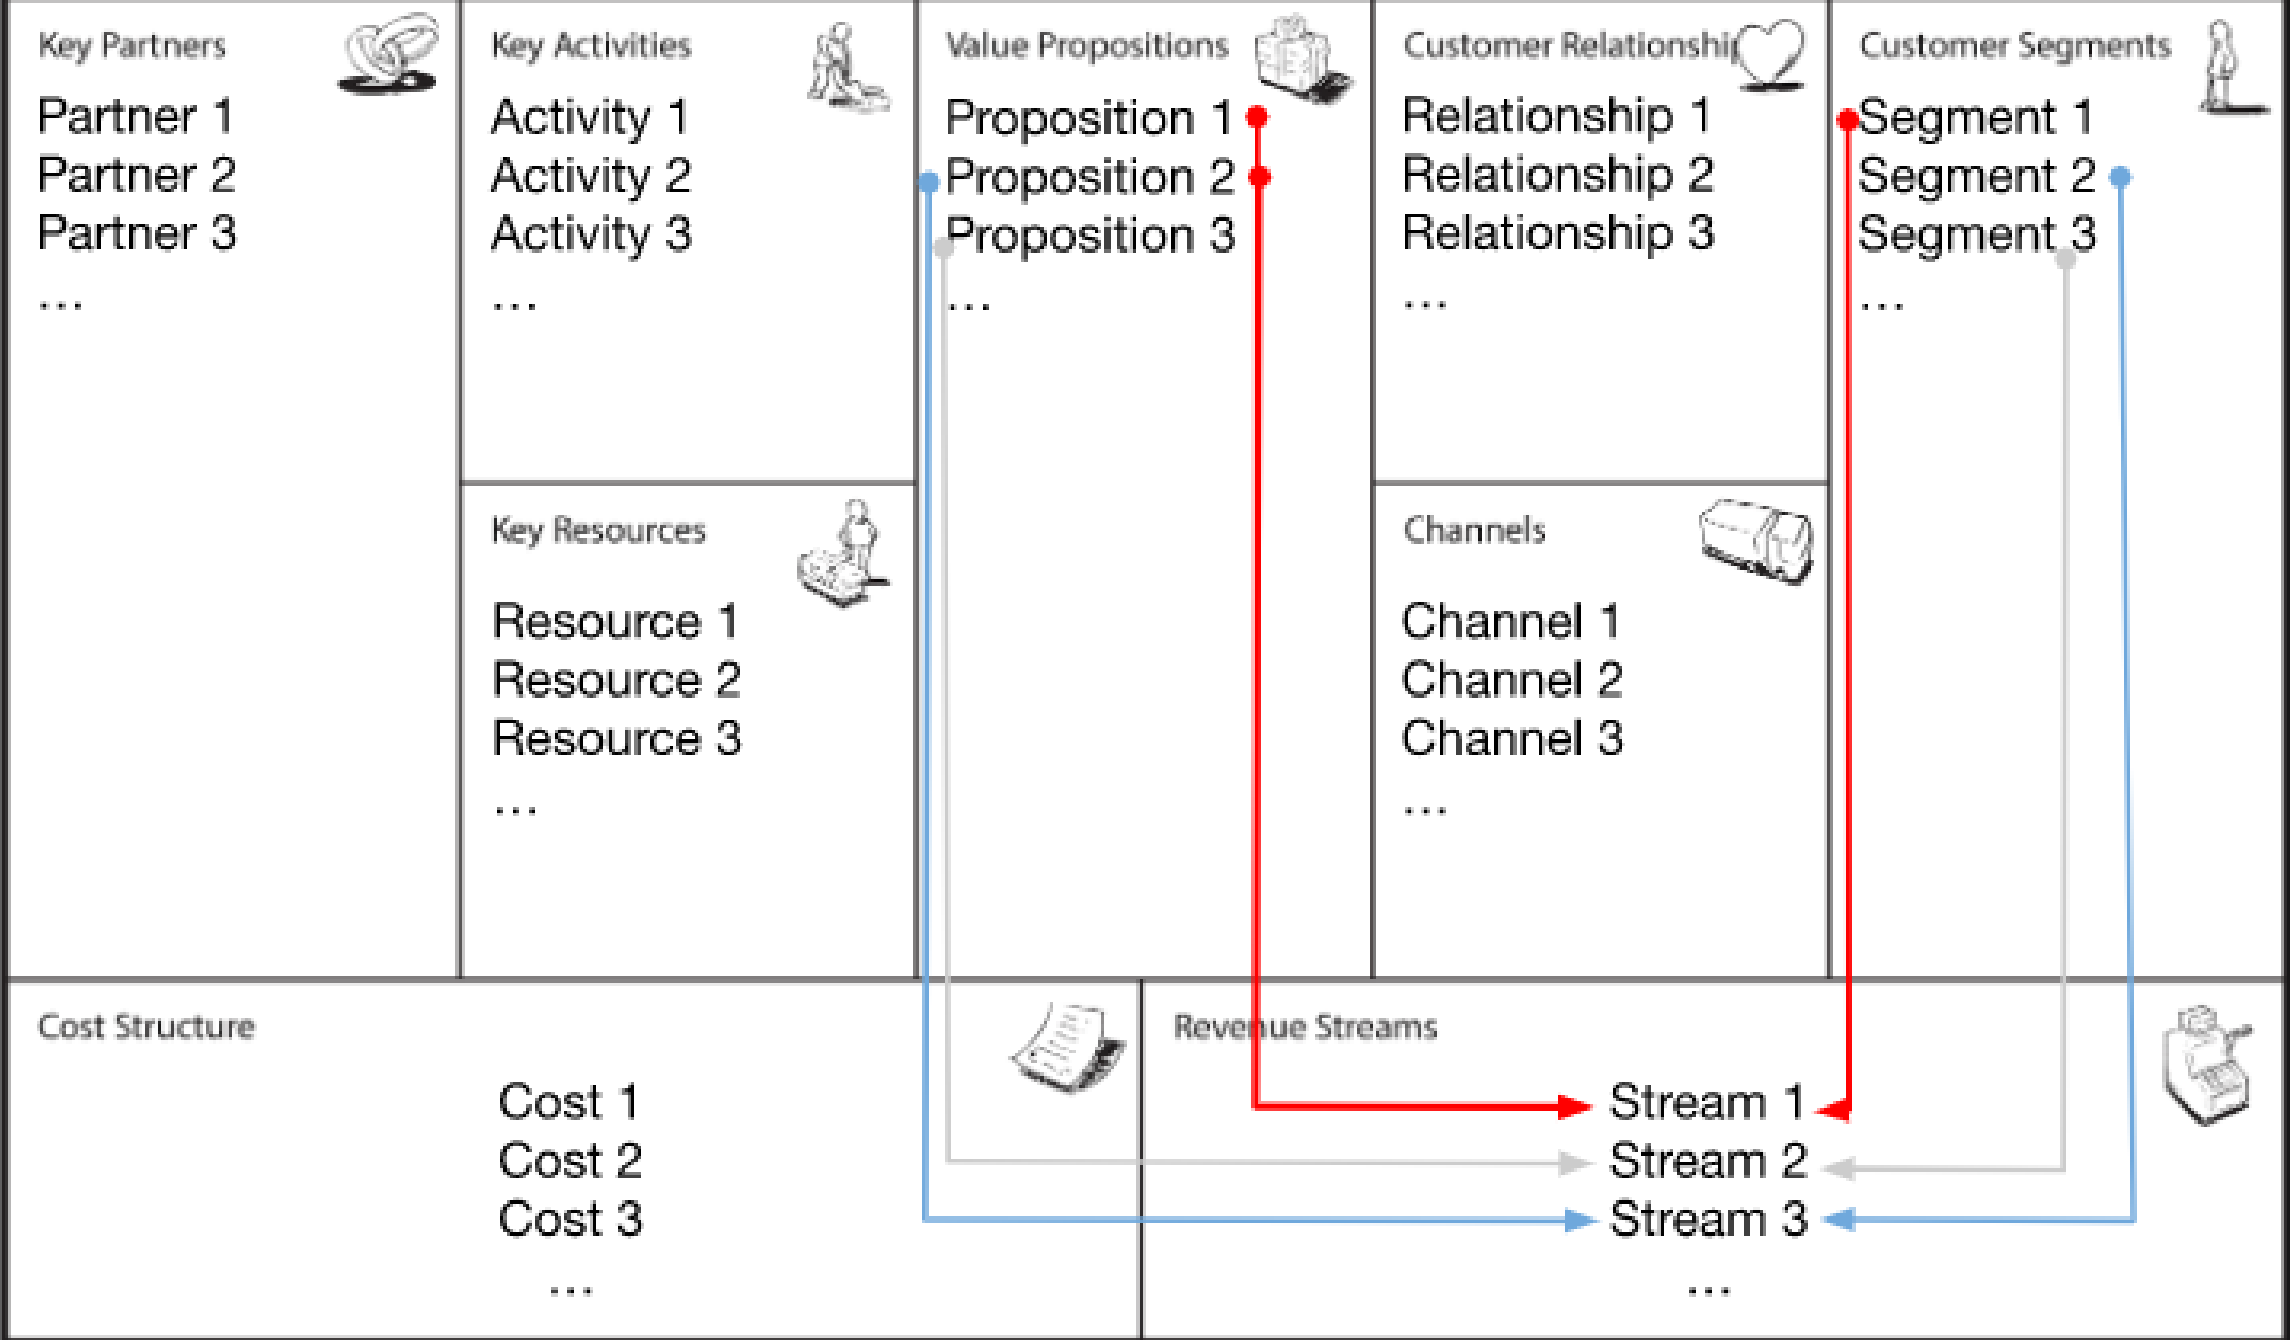 Key Partners
Partner 1
Partner 2
Partner 3
...
Key Activities
Activity 1
Activity 2
Activity 3
...
Key Resources
Resource 1
Resource 2
Resource 3
...
Value Propositions
Proposition 1
Proposition 2
Proposition 3
...
Customer Relationship
Relationship 1
Relationship 2
Relationship 3
...
Channels
Channel 1
Channel 2
Channel 3
...
Customer Segments
Segment 1
Segment 2
Segment 3
...
Cost Structure
Cost 1
Cost 2
Cost 3
...
Revenue Streams
Stream 1
Stream 2
Stream 3
...